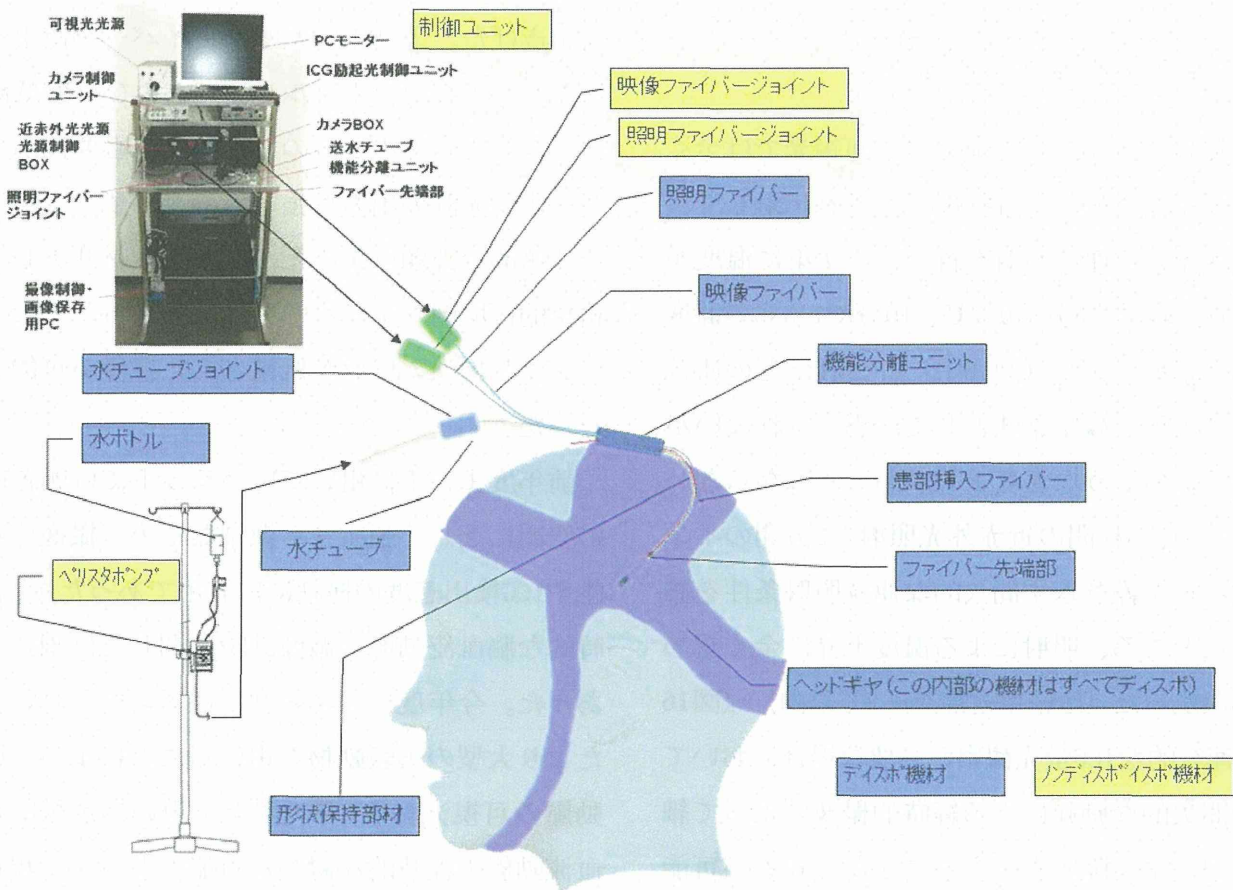 可視光光源
PCモニター
制御ユニット
カメラ制御
ユニット
ICG励起光制御ユニット
近赤外光光源
光源制御
BOX
カメラBOX
送水チューブ
機能分離ユニット
ファイバー先端部
照明ファイバー
ジョイント
撮像制御・
画像保存
用PC
映像ファイバージョイント
照明ファイバージョイント
照明ファイバー
映像ファイバー
機能分離ユニット
水チューブジョイント
水ボトル
患部挿入ファイバー
水チューブ
ファイバー先端部
ペリスタポンプ
ヘッドギヤ(この内部の機材はすべてディスポ)
形状保持部材
ディスポ機材
ノンディスポイスポ機材